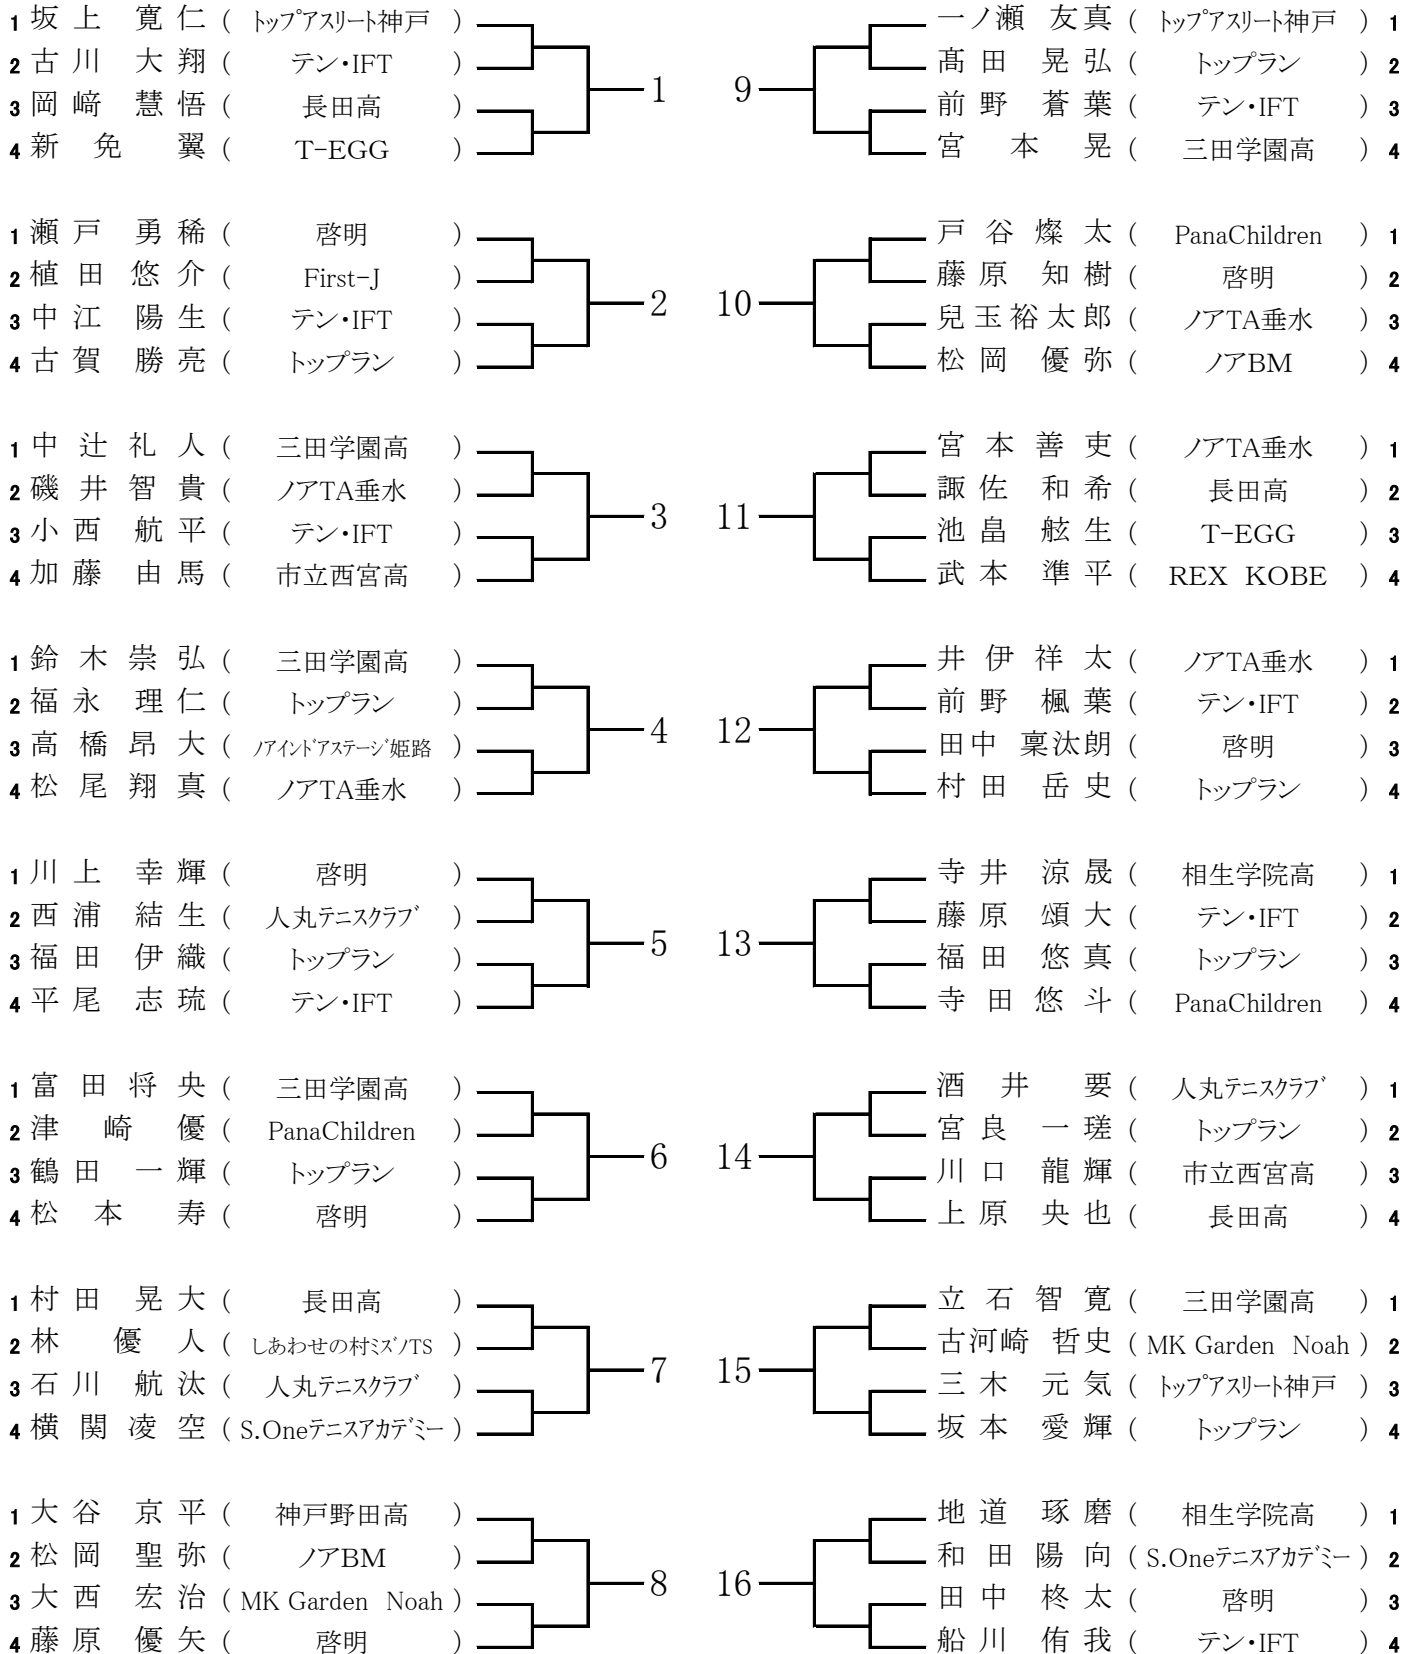 1 坂上 寛仁 ( トップアスリート神戸 )
2 古川 大翔 ( テン・IFT )
3 岡﨑 慧悟 ( 長田高 )
4 新免 翼 ( T-EGG )
1
1 瀬戸 勇稀 ( 啓明 )
2 植田 悠介 ( First-J )
3 中江 陽生 ( テン・IFT )
4 古賀 勝亮 ( トップラン )
2
1 中辻 礼人 ( 三田学園高 )
2 磯井 智貴 ( ノアTA垂水 )
3 小西 航平 ( テン・IFT )
4 加藤 由馬 ( 市立西宮高 )
3
1 鈴木 崇弘 ( 三田学園高 )
2 福永 理仁 ( トップラン )
3 高橋 昂大 ( ノアインドアステージ姫路 )
4 松尾 翔真 ( ノアTA垂水 )
4
1 川上 幸輝 ( 啓明 )
2 西浦 結生 ( 人丸テニスクラブ )
3 福田 伊織 ( トップラン )
4 平尾 志琉 ( テン・IFT )
5
1 富田 将央 ( 三田学園高 )
2 津崎 優 ( PanaChildren )
3 鶴田 一輝 ( トップラン )
4 松本 寿 ( 啓明 )
6
1 村田 晃大 ( 長田高 )
2 林 優人 ( しあわせの村ミズノTS )
3 石川 航汰 ( 人丸テニスクラブ )
4 横関 凌空 ( S.Oneテニスアカデミー )
7
1 大谷 京平 ( 神戸野田高 )
2 松岡 聖弥 ( ノアBM )
3 大西 宏治 ( MK Garden Noah )
4 藤原 優矢 ( 啓明 )
8
一ノ瀬 友真 ( トップアスリート神戸 ) 1
髙田 晃弘 ( トップラン ) 2
前野 蒼葉 ( テン・IFT ) 3
宮本 晃 ( 三田学園高 ) 4
9
戸谷 燦太 ( PanaChildren ) 1
藤原 知樹 ( 啓明 ) 2
兒玉裕太郎 ( ノアTA垂水 ) 3
松岡 優弥 ( ノアBM ) 4
10
宮本 善吏 ( ノアTA垂水 ) 1
諏佐 和希 ( 長田高 ) 2
池畠 舷生 ( T-EGG ) 3
武本 準平 ( REX KOBE ) 4
11
井伊 祥太 ( ノアTA垂水 ) 1
前野 楓葉 ( テン・IFT ) 2
田中 稟汰朗 ( 啓明 ) 3
村田 岳史 ( トップラン ) 4
12
寺井 涼晟 ( 相生学院高 ) 1
藤原 頌大 ( テン・IFT ) 2
福田 悠真 ( トップラン ) 3
寺田 悠斗 ( PanaChildren ) 4
13
酒井 要 ( 人丸テニスクラブ ) 1
宮良 一瑳 ( トップラン ) 2
川口 龍輝 ( 市立西宮高 ) 3
上原 央也 ( 長田高 ) 4
14
立石 智寛 ( 三田学園高 ) 1
古河崎 哲史 ( MK Garden Noah ) 2
三木 元気 ( トップアスリート神戸 ) 3
坂本 愛輝 ( トップラン ) 4
15
地道 琢磨 ( 相生学院高 ) 1
和田 陽向 ( S.Oneテニスアカデミー ) 2
田中 柊太 ( 啓明 ) 3
船川 侑我 ( テン・IFT ) 4
16